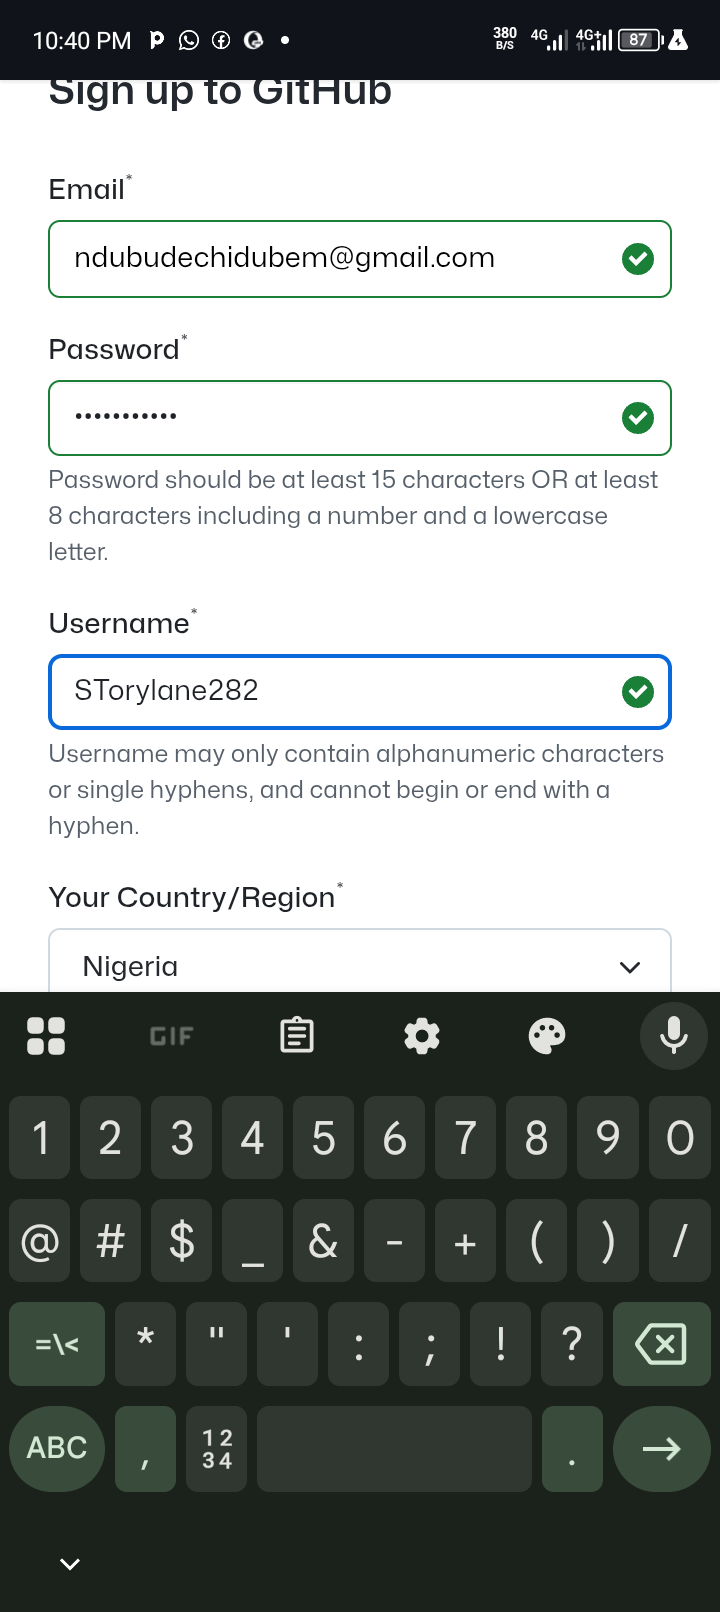 10:40 PM
380 B/S 4G 4G+ 87
Sign up to GitHub
Email*
ndubudechidubem@gmail.com
Password*
•••••••••••
Password should be at least 15 characters OR at least
8 characters including a number and a lowercase
letter.
Username*
STorylane282
Username may only contain alphanumeric characters
or single hyphens, and cannot begin or end with a
hyphen.
Your Country/Region*
Nigeria
GIF
1 2 3 4 5 6 7 8 9 0
@ # $ _ & - + ( ) /
=\< * " ' : ; ! ?
ABC , 12 34 .